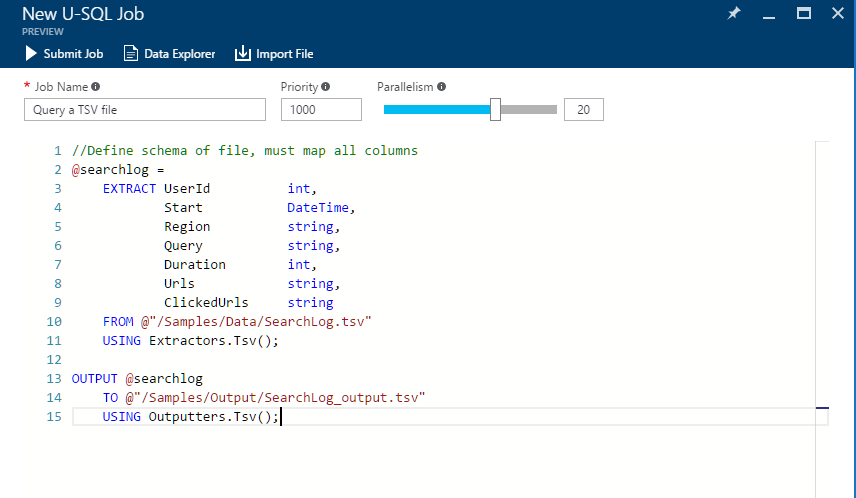 New U-SQL Job
PREVIEW
Submit Job Data Explorer Import File
* Job Name Priority Parallelism
Query a TSV file 1000 20
1 //Define schema of file, must map all columns
2 @searchlog =
3     EXTRACT UserId          int,
4             Start           DateTime,
5             Region          string,
6             Query           string,
7             Duration        int,
8             Urls            string,
9             ClickedUrls     string
10     FROM @"/Samples/Data/SearchLog.tsv"
11     USING Extractors.Tsv();
12
13 OUTPUT @searchlog
14     TO @"/Samples/Output/SearchLog_output.tsv"
15     USING Outputters.Tsv();